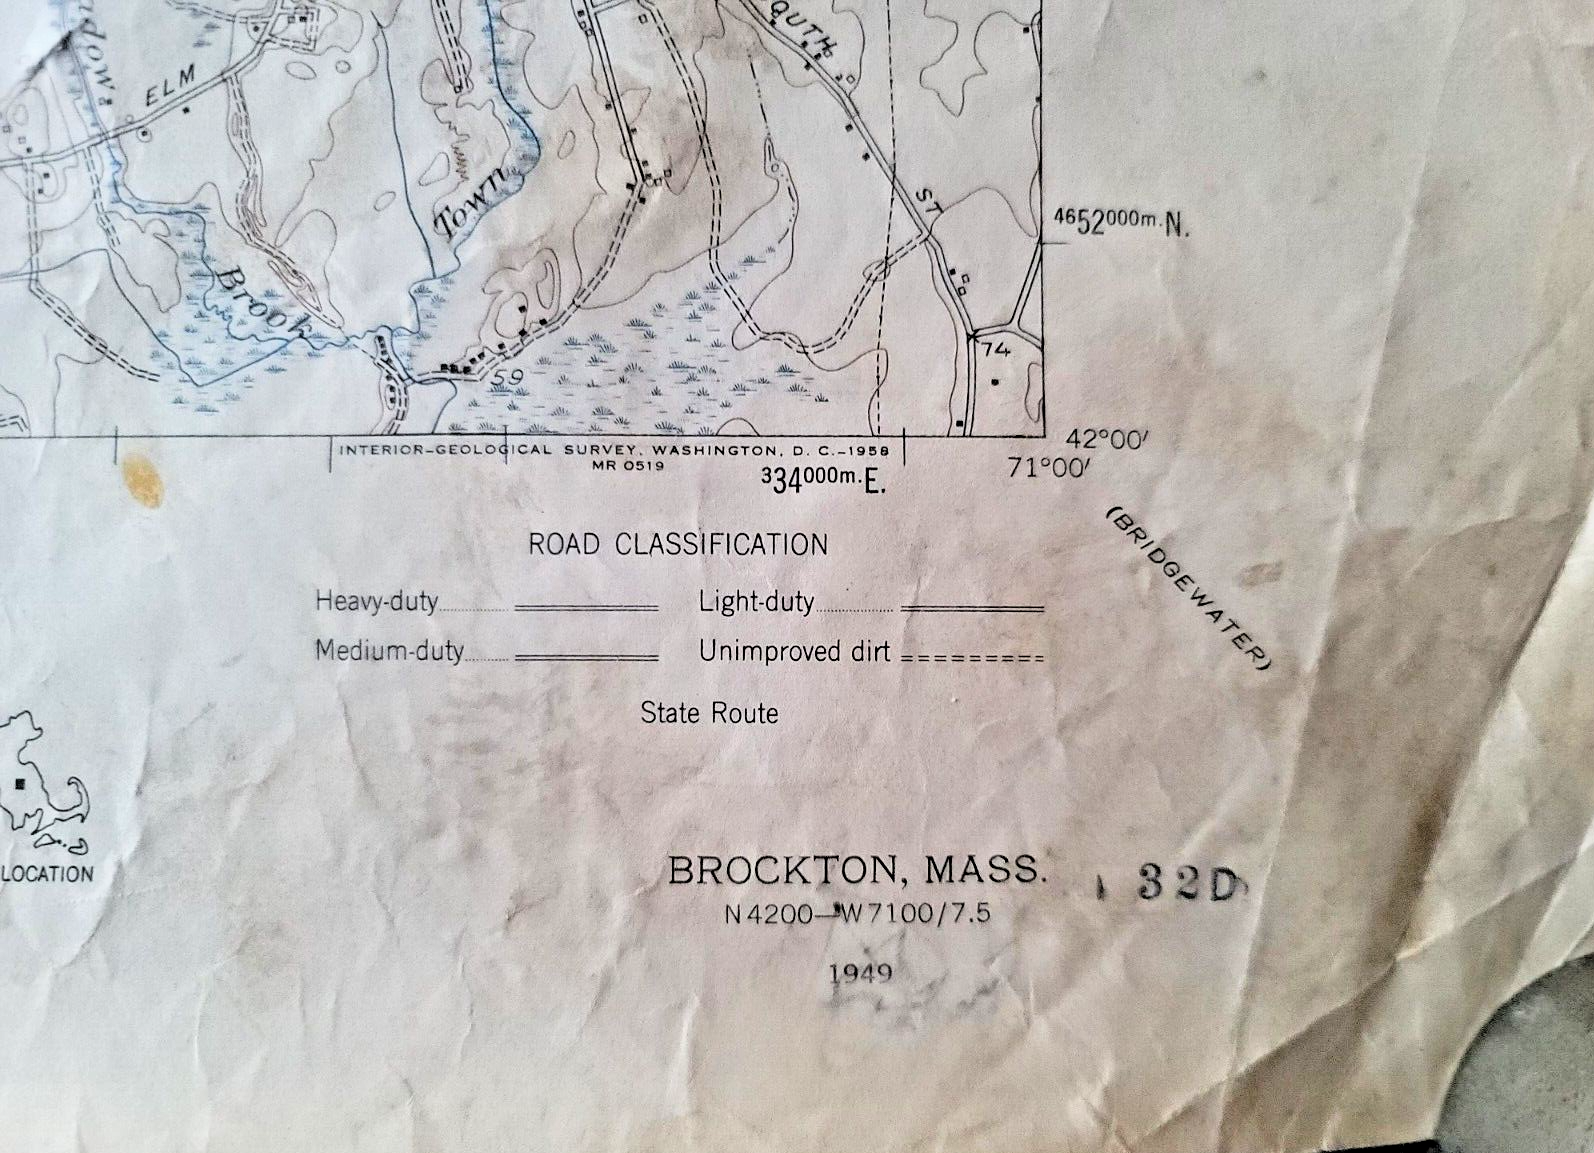 ELM
Town
Brook
ST
59
74
4652000m.N.
INTERIOR-GEOLOGICAL SURVEY, WASHINGTON, D. C.-1958
MR 0519
334000m.E.
42°00′
71°00′
(BRIDGEWATER)
ROAD CLASSIFICATION
Heavy-duty Light-duty
Medium-duty Unimproved dirt
State Route
LOCATION
BROCKTON, MASS.
32D
N4200—W7100/7.5
1949